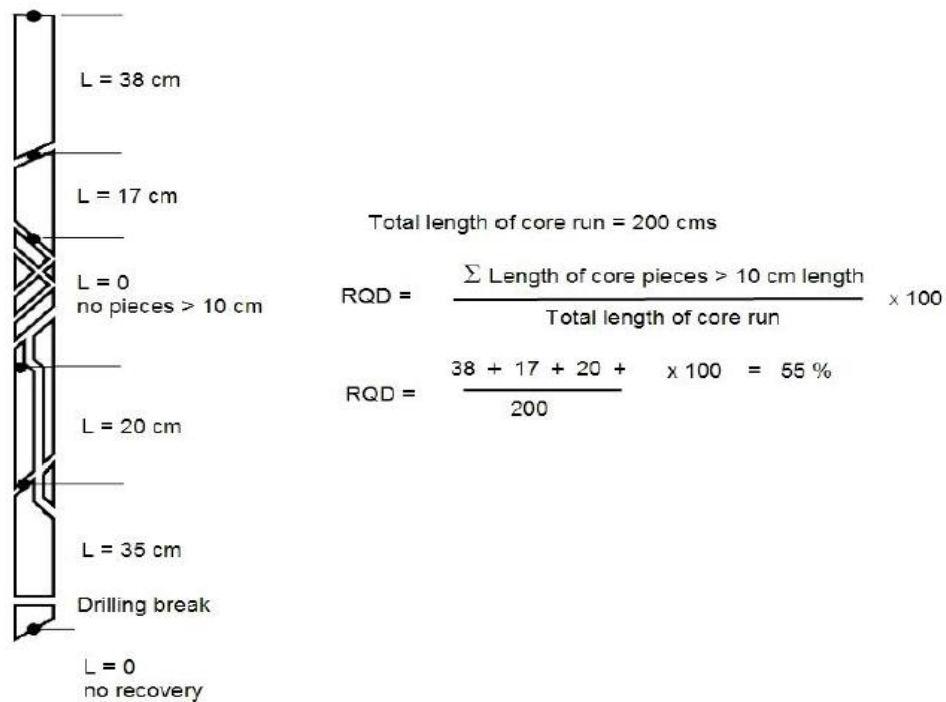 L = 38 cm
L = 17 cm
L = 0
no pieces > 10 cm
L = 20 cm
L = 35 cm
Drilling break
L = 0
no recovery
Total length of core run = 200 cms
RQD =
Σ Length of core pieces > 10 cm length
Total length of core run
x 100
RQD =
38 + 17 + 20 +
200
x 100 = 55 %